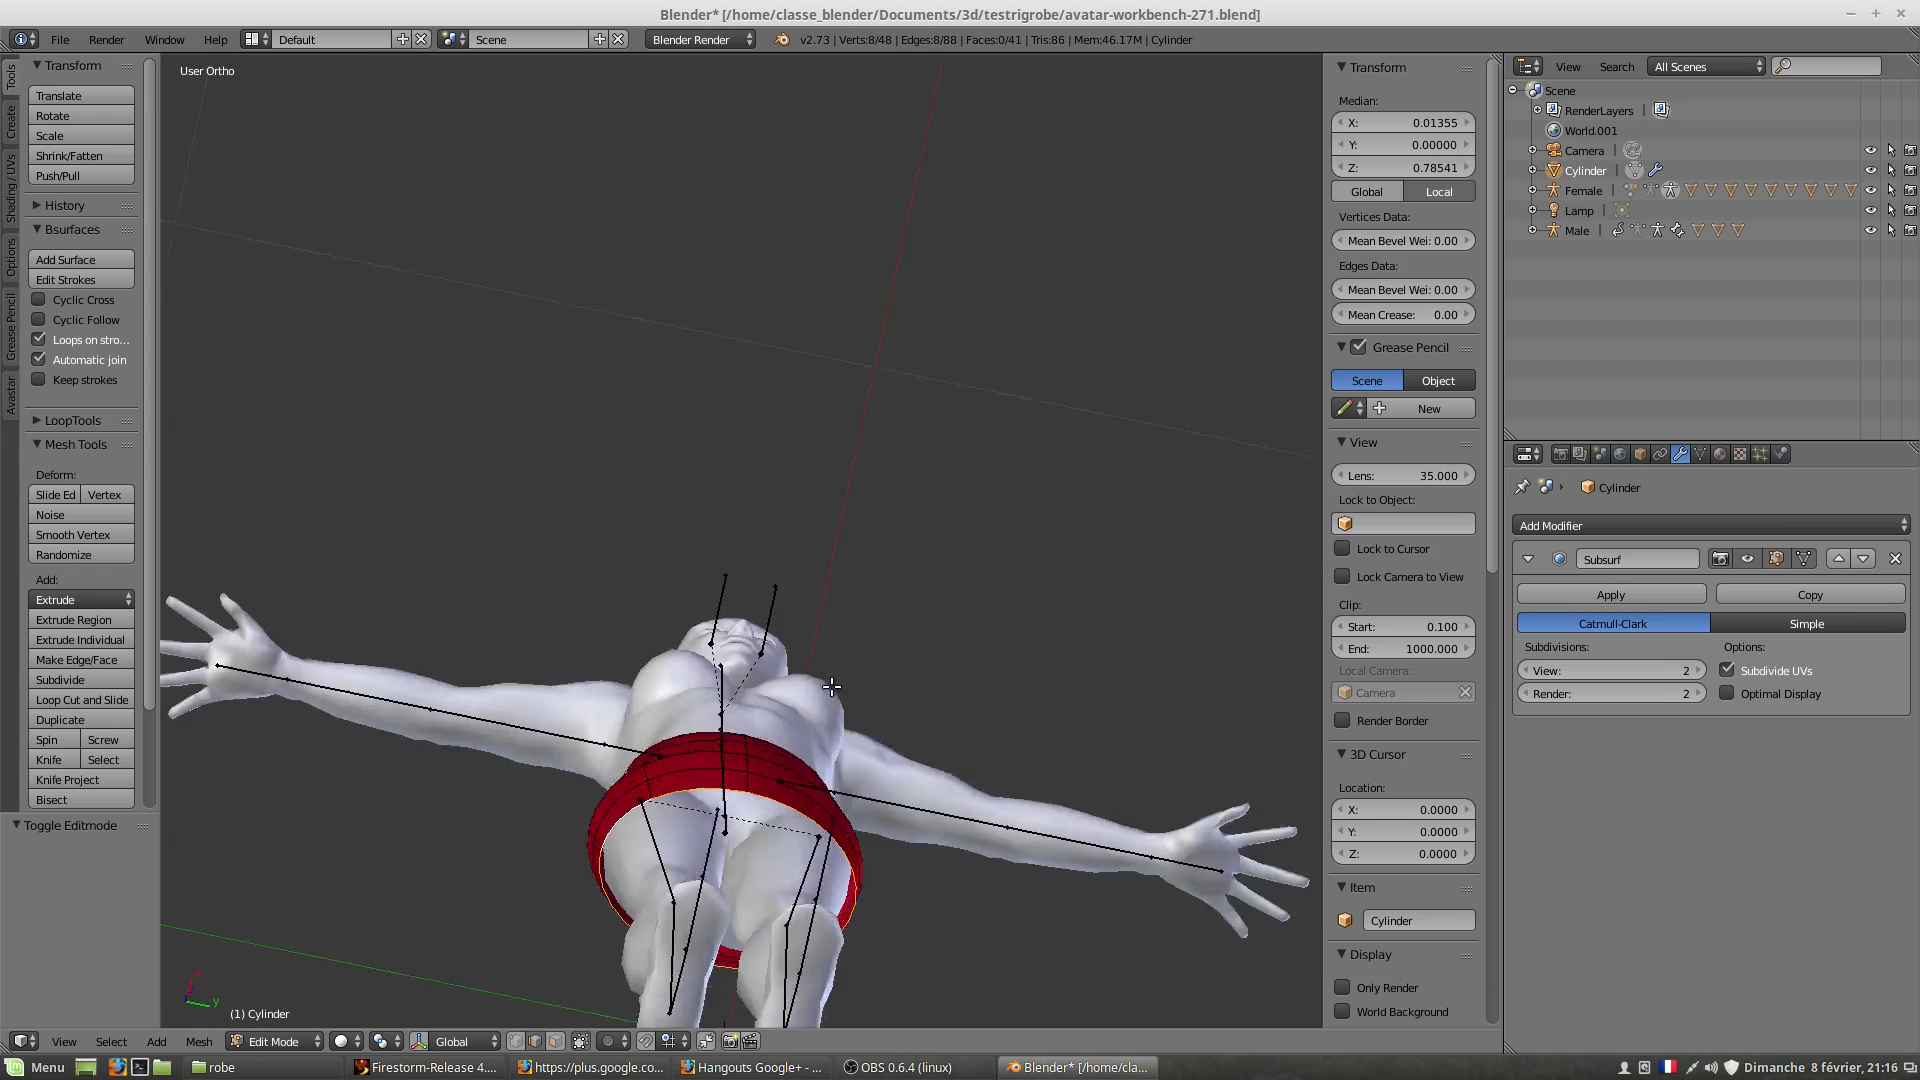 Blender* [/home/classe_blender/Documents/3d/testrigrobe/avatar-workbench-271.blend]
File Render Window Help Default Scene Blender Render v2.73 | Verts:8/48 | Edges:8/88 | Faces:0/41 | Tris:86 | Mem:46.17M | Cylinder
Tools
Create
Shading / UVs
Options
Grease Pencil
Avastar
Transform
Translate
Rotate
Scale
Shrink/Fatten
Push/Pull
History
Bsurfaces
Add Surface
Edit Strokes
Cyclic Cross
Cyclic Follow
Loops on stro...
Automatic join
Keep strokes
LoopTools
Mesh Tools
Deform:
Slide Ed Vertex
Noise
Smooth Vertex
Randomize
Add:
Extrude
Extrude Region
Extrude Individual
Make Edge/Face
Subdivide
Loop Cut and Slide
Duplicate
Spin Screw
Knife Select
Knife Project
Bisect
Toggle Editmode
User Ortho
x
y
(1) Cylinder
Transform
Median:
X: 0.01355
Y: 0.00000
Z: 0.78541
Global Local
Vertices Data:
Mean Bevel Wei: 0.00
Edges Data:
Mean Bevel Wei: 0.00
Mean Crease: 0.00
Grease Pencil
Scene Object
New
View
Lens: 35.000
Lock to Object:
Lock to Cursor
Lock Camera to View
Clip:
Start: 0.100
End: 1000.000
Local Camera:
Camera
Render Border
3D Cursor
Location:
X: 0.0000
Y: 0.0000
Z: 0.0000
Item
Cylinder
Display
Only Render
World Background
View Search All Scenes
Scene
RenderLayers
World.001
Camera
Cylinder
Female
Lamp
Male
Cylinder
Add Modifier
Subsurf
Apply Copy
Catmull-Clark Simple
Subdivisions: Options:
View: 2 Subdivide UVs
Render: 2 Optimal Display
View Select Add Mesh Edit Mode Global
Menu robe Firestorm-Release 4.... https://plus.google.co... Hangouts Google+ - ... OBS 0.6.4 (linux) Blender* [/home/cla... Dimanche 8 février, 21:16